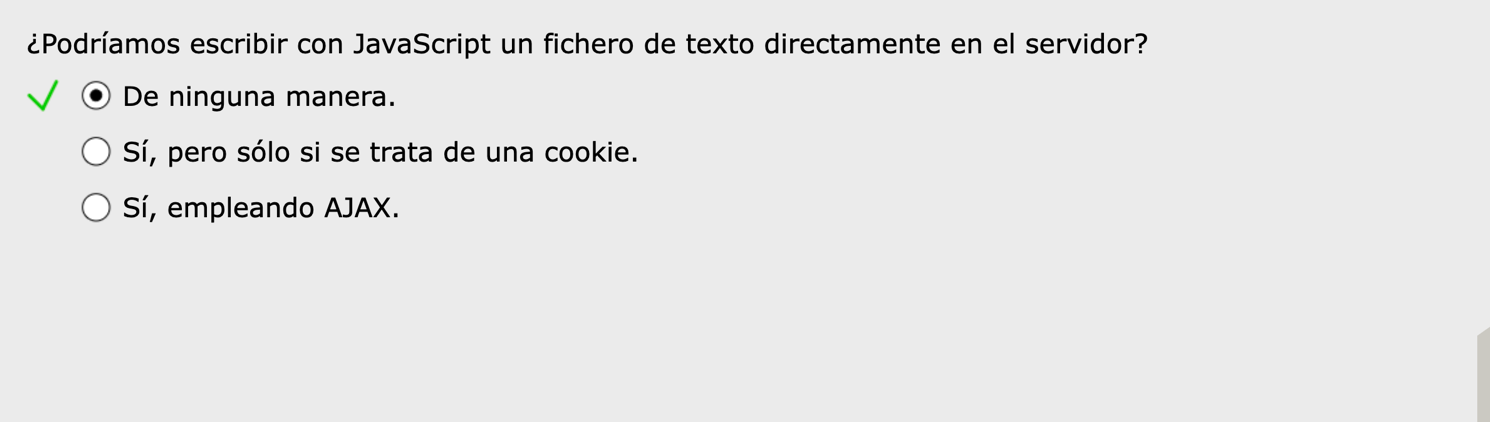 ¿Podríamos escribir con JavaScript un fichero de texto directamente en el servidor?
De ninguna manera.
Sí, pero sólo si se trata de una cookie.
Sí, empleando AJAX.